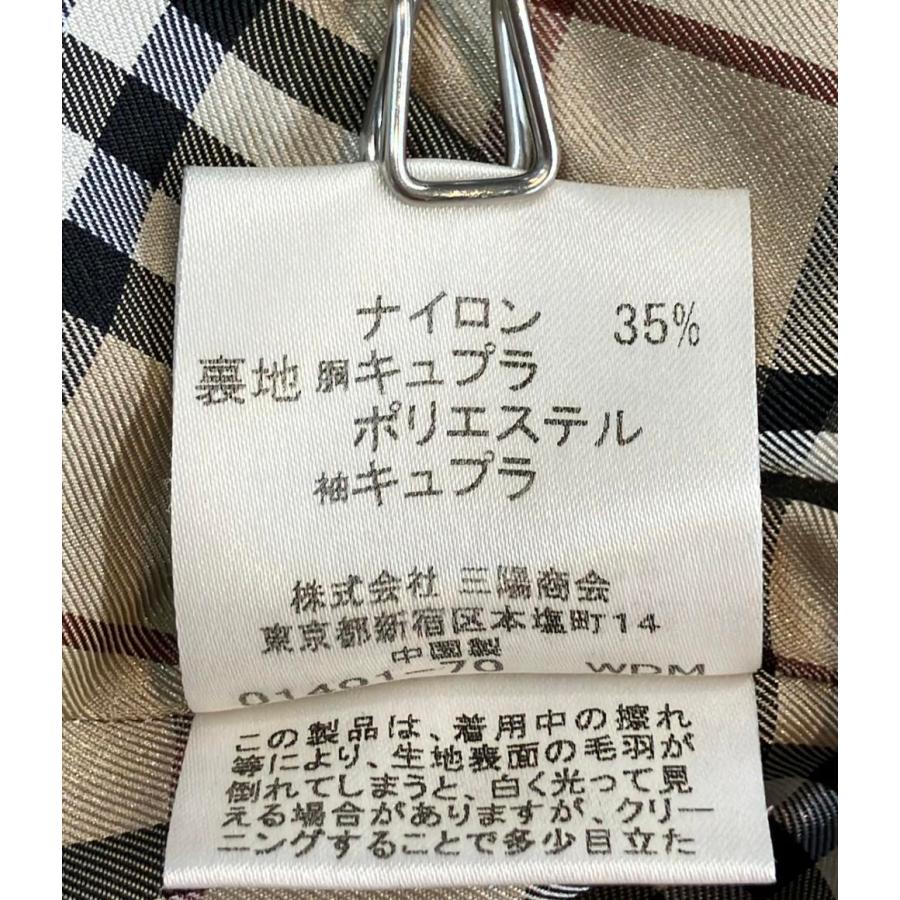 ナイロン 35%
裏地 胴キュプラ
ポリエステル
袖キュプラ
株式会社 三陽商会
東京都新宿区本塩町14
中国製
01401-70 WDM
この製品は、着用中の擦れ
等により、生地表面の毛羽が
倒れてしまうと、白く光って見
える場合がありますが、クリー
ニングすることで多少目立た